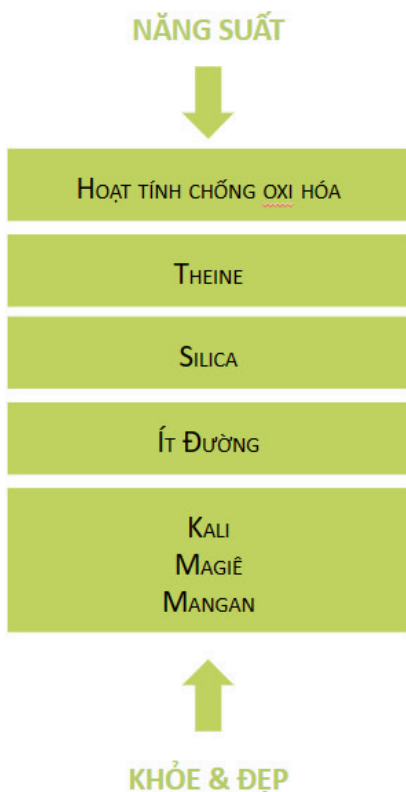 NĂNG SUẤT
HOẠT TÍNH CHỐNG OXI HÓA
THEINE
SILICA
ÍT ĐƯỜNG
KALI
MAGIÊ
MANGAN
KHỎE & ĐẸP